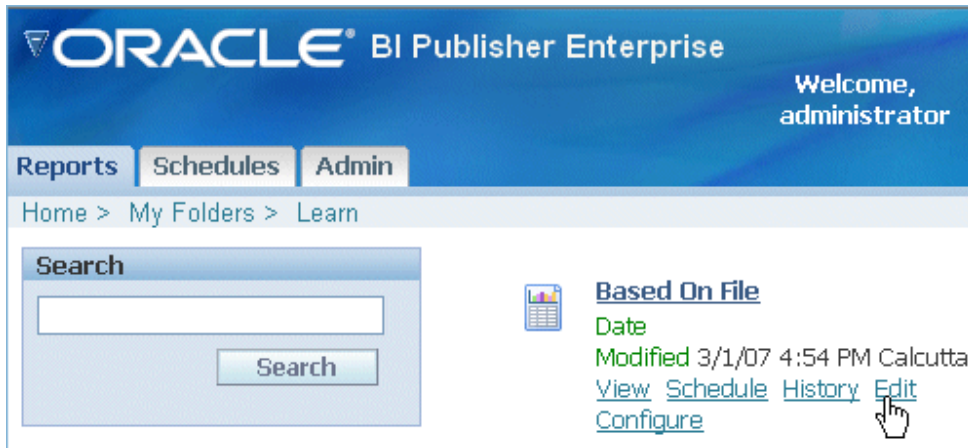 ORACLE BI Publisher Enterprise
Welcome,
administrator
Reports Schedules Admin
Home > My Folders > Learn
Search
Search
Based On File
Date
Modified 3/1/07 4:54 PM Calcutta
View Schedule History Edit
Configure